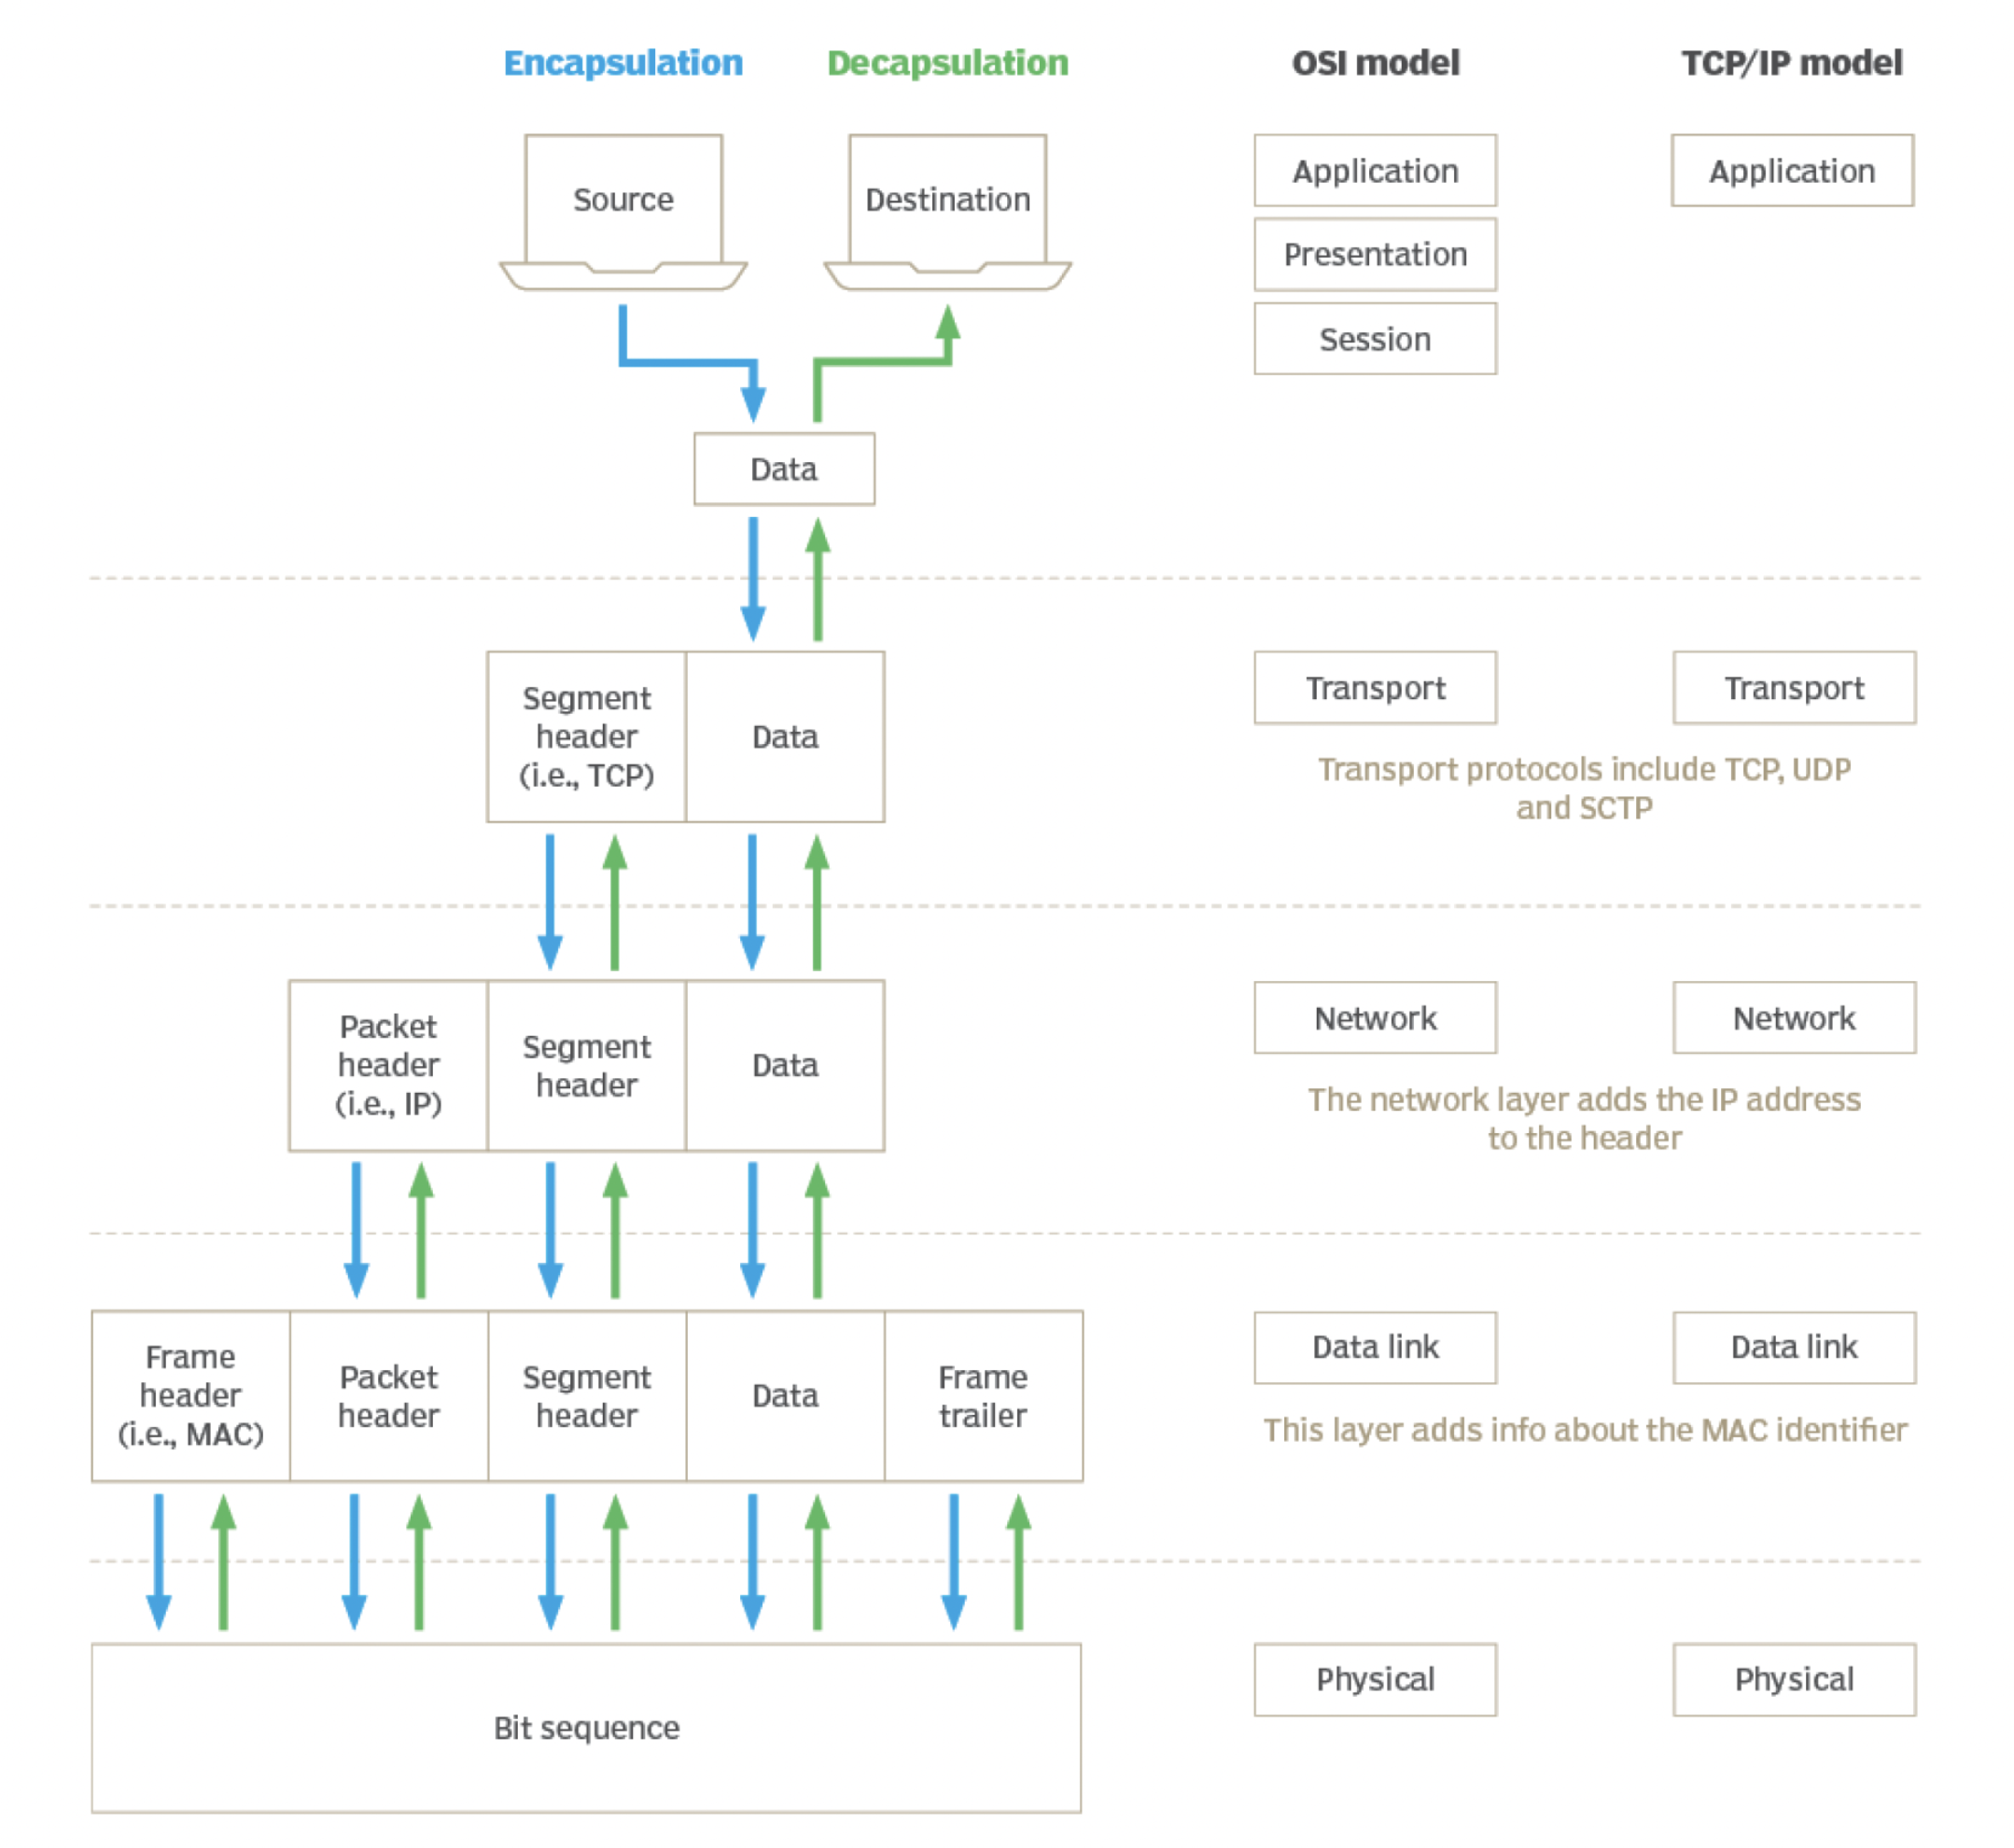 Encapsulation
Decapsulation
OSI model
TCP/IP model
Source
Destination
Application
Application
Presentation
Session
Data
Segment
header
(i.e., TCP)
Data
Transport
Transport
Transport protocols include TCP, UDP
and SCTP
Packet
header
(i.e., IP)
Segment
header
Data
Network
Network
The network layer adds the IP address
to the header
Frame
header
(i.e., MAC)
Packet
header
Segment
header
Data
Frame
trailer
Data link
Data link
This layer adds info about the MAC identifier
Bit sequence
Physical
Physical